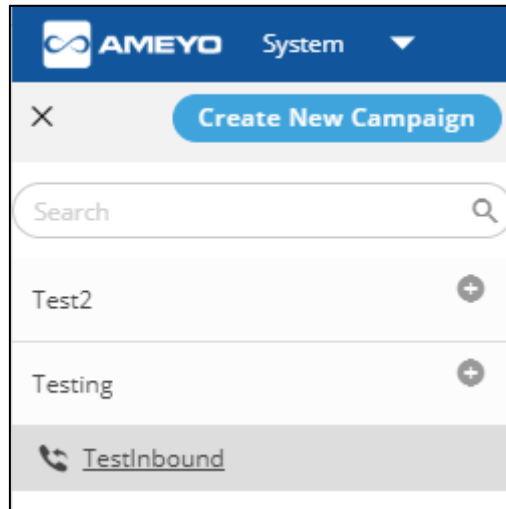 AMEYO System
Create New Campaign
Search
Test2
Testing
TestInbound